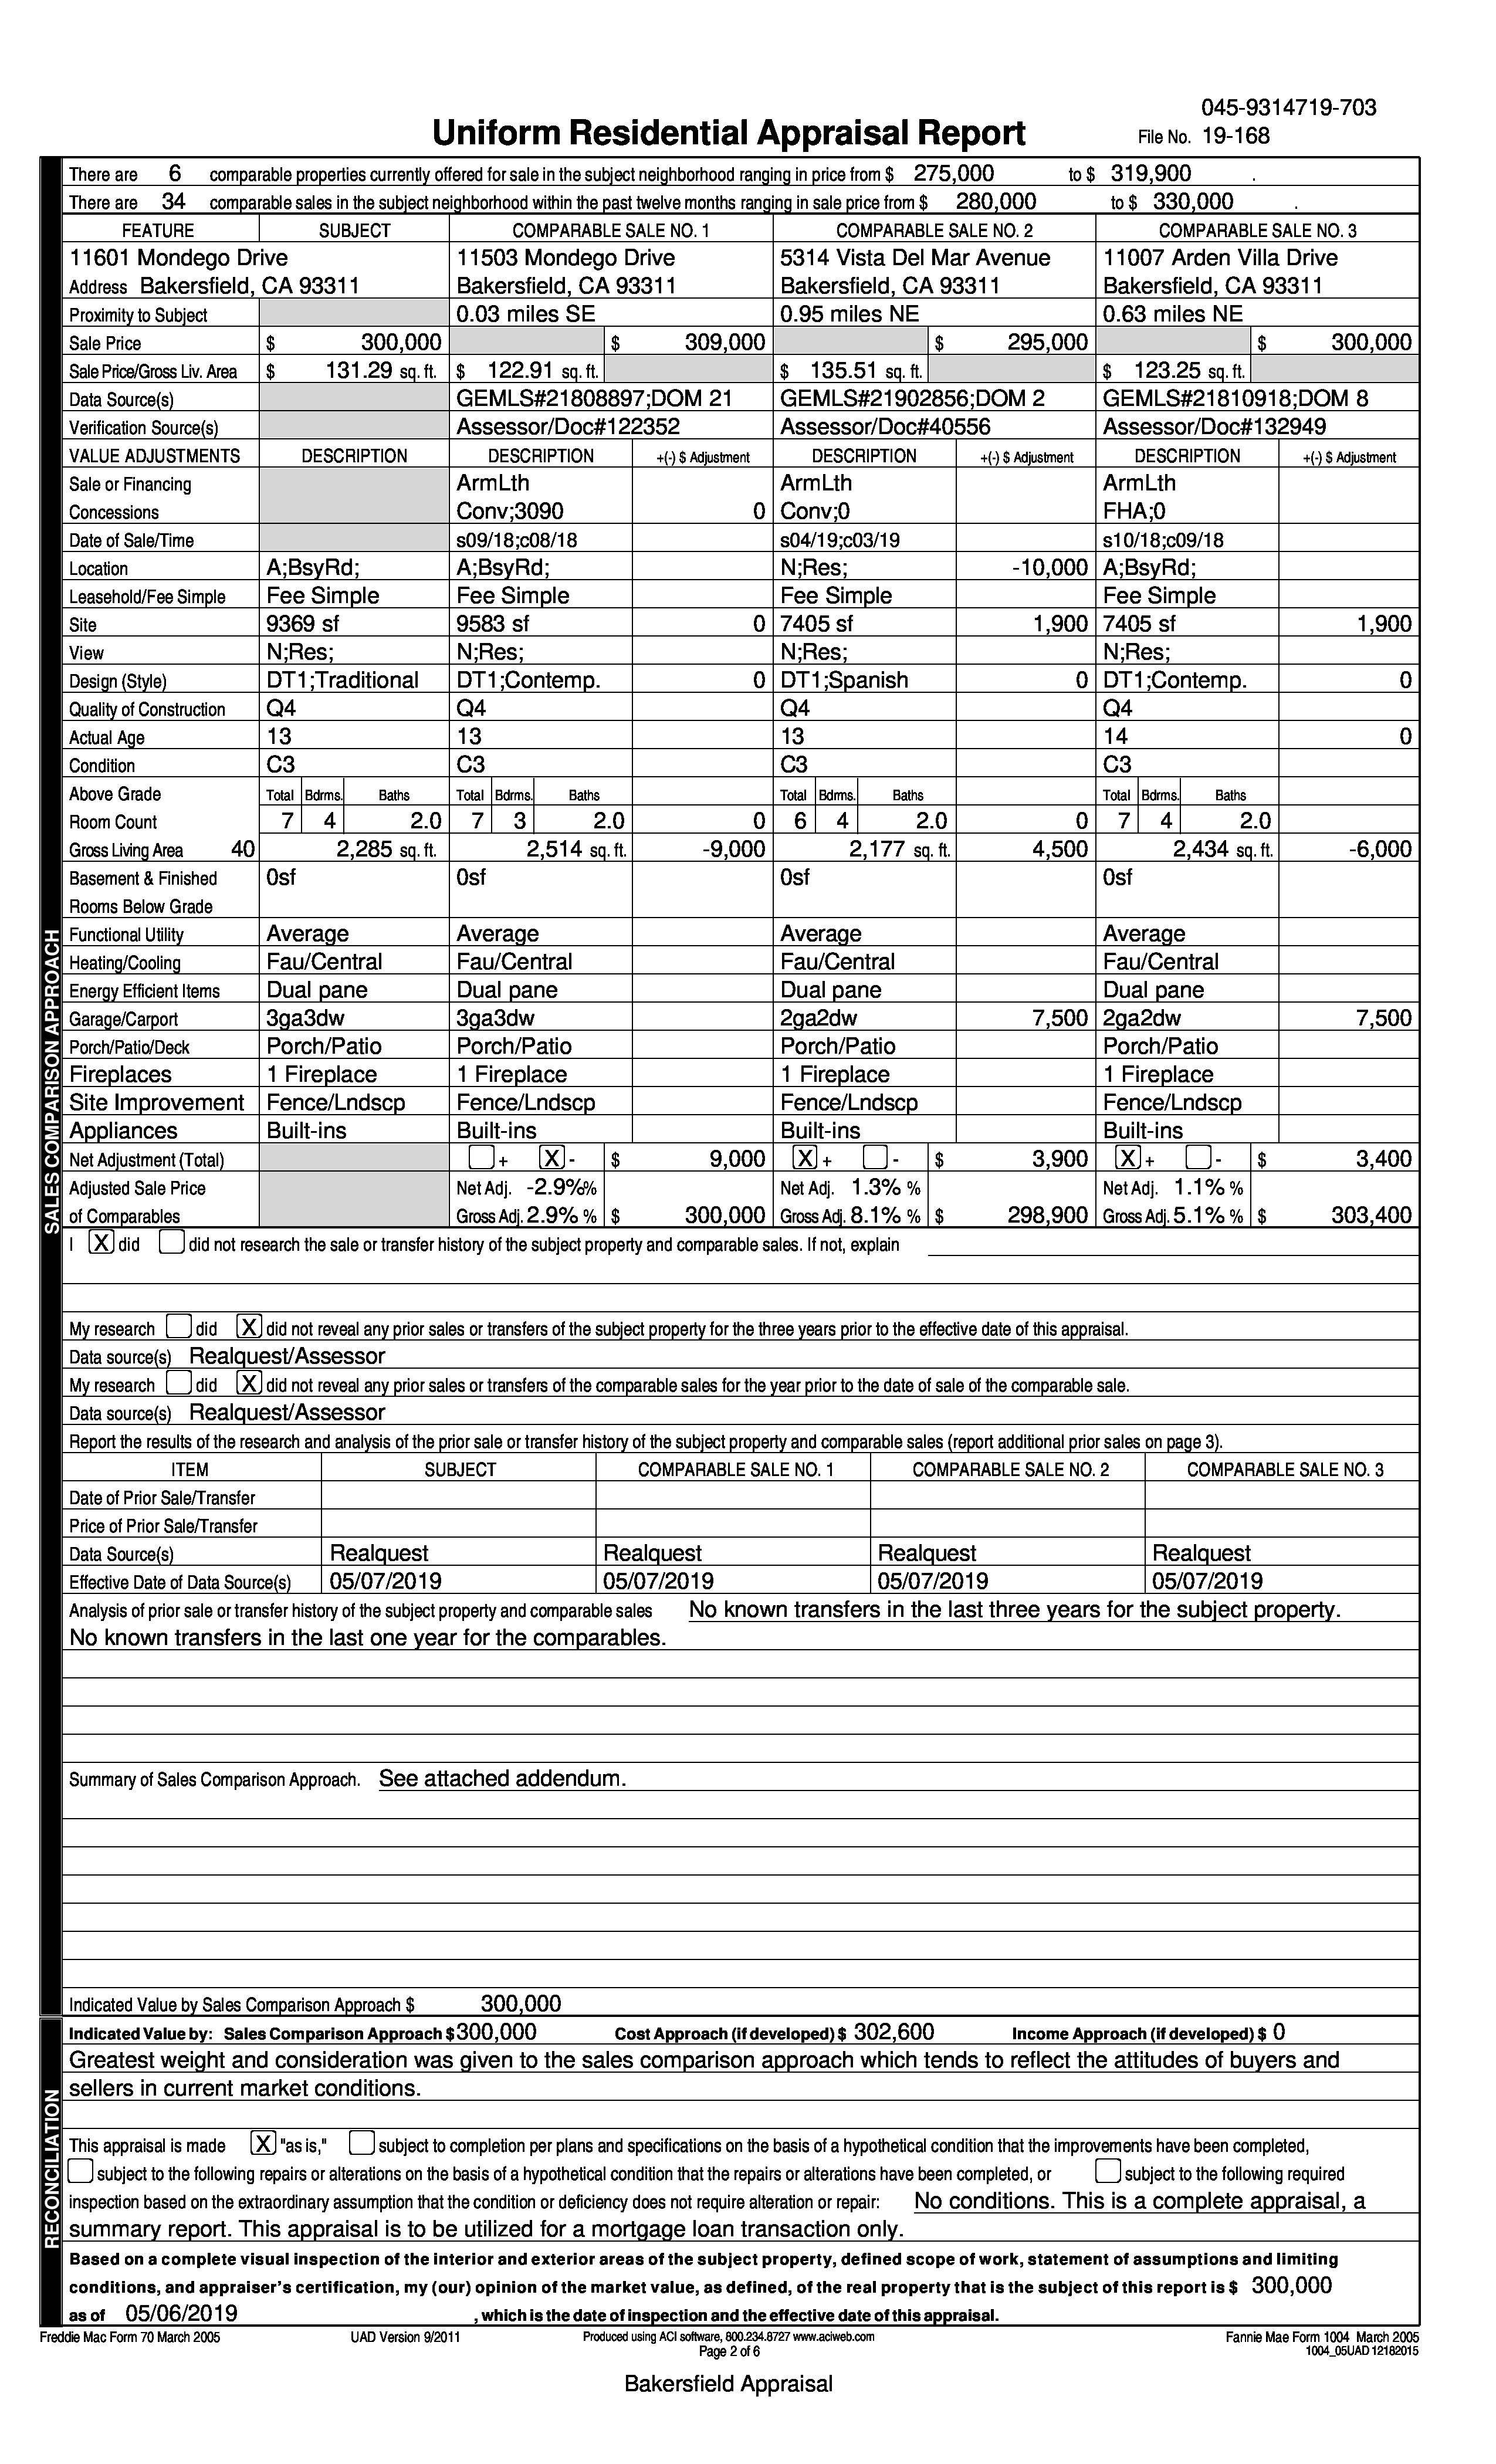 045-9314719-703
Uniform Residential Appraisal Report File No. 19-168
There are 6 comparable properties currently offered for sale in the subject neighborhood ranging in price from $ 275,000 to $ 319,900 .
There are 34 comparable sales in the subject neighborhood within the past twelve months ranging in sale price from $ 280,000 to $ 330,000 .
FEATURE SUBJECT COMPARABLE SALE NO. 1 COMPARABLE SALE NO. 2 COMPARABLE SALE NO. 3
11601 Mondego Drive 11503 Mondego Drive 5314 Vista Del Mar Avenue 11007 Arden Villa Drive
Address Bakersfield, CA 93311 Bakersfield, CA 93311 Bakersfield, CA 93311 Bakersfield, CA 93311
Proximity to Subject 0.03 miles SE 0.95 miles NE 0.63 miles NE
Sale Price $ 300,000 $ 309,000 $ 295,000 $ 300,000
Sale Price/Gross Liv. Area $ 131.29 sq. ft. $ 122.91 sq. ft. $ 135.51 sq. ft. $ 123.25 sq. ft.
Data Source(s) GEMLS#21808897;DOM 21 GEMLS#21902856;DOM 2 GEMLS#21810918;DOM 8
Verification Source(s) Assessor/Doc#122352 Assessor/Doc#40556 Assessor/Doc#132949
VALUE ADJUSTMENTS DESCRIPTION DESCRIPTION +(-) $ Adjustment DESCRIPTION +(-) $ Adjustment DESCRIPTION +(-) $ Adjustment
Sale or Financing ArmLth ArmLth ArmLth
Concessions Conv;3090 0 Conv;0 FHA;0
Date of Sale/Time s09/18;c08/18 s04/19;c03/19 s10/18;c09/18
Location A;BsyRd; A;BsyRd; N;Res; -10,000 A;BsyRd;
Leasehold/Fee Simple Fee Simple Fee Simple Fee Simple Fee Simple
Site 9369 sf 9583 sf 0 7405 sf 1,900 7405 sf 1,900
View N;Res; N;Res; N;Res; N;Res;
Design (Style) DT1;Traditional DT1;Contemp. 0 DT1;Spanish 0 DT1;Contemp. 0
Quality of Construction Q4 Q4 Q4 Q4
Actual Age 13 13 13 14 0
Condition C3 C3 C3 C3
Above Grade Total Bdrms. Baths Total Bdrms. Baths Total Bdrms. Baths Total Bdrms. Baths
Room Count 7 4 2.0 7 3 2.0 0 6 4 2.0 0 7 4 2.0
Gross Living Area 40 2,285 sq. ft. 2,514 sq. ft. -9,000 2,177 sq. ft. 4,500 2,434 sq. ft. -6,000
Basement & Finished 0sf 0sf 0sf 0sf
Rooms Below Grade
Functional Utility Average Average Average Average
Heating/Cooling Fau/Central Fau/Central Fau/Central Fau/Central
Energy Efficient Items Dual pane Dual pane Dual pane Dual pane
Garage/Carport 3ga3dw 3ga3dw 2ga2dw 7,500 2ga2dw 7,500
Porch/Patio/Deck Porch/Patio Porch/Patio Porch/Patio Porch/Patio
Fireplaces 1 Fireplace 1 Fireplace 1 Fireplace 1 Fireplace
Site Improvement Fence/Lndscp Fence/Lndscp Fence/Lndscp Fence/Lndscp
Appliances Built-ins Built-ins Built-ins Built-ins
Net Adjustment (Total) + X - $ 9,000 X + - $ 3,900 X + - $ 3,400
Adjusted Sale Price Net Adj. -2.9%% Net Adj. 1.3% % Net Adj. 1.1% %
of Comparables Gross Adj. 2.9% % $ 300,000 Gross Adj. 8.1% % $ 298,900 Gross Adj. 5.1% % $ 303,400
I X did did not research the sale or transfer history of the subject property and comparable sales. If not, explain
My research did X did not reveal any prior sales or transfers of the subject property for the three years prior to the effective date of this appraisal.
Data source(s) Realquest/Assessor
My research did X did not reveal any prior sales or transfers of the comparable sales for the year prior to the date of sale of the comparable sale.
Data source(s) Realquest/Assessor
Report the results of the research and analysis of the prior sale or transfer history of the subject property and comparable sales (report additional prior sales on page 3).
ITEM SUBJECT COMPARABLE SALE NO. 1 COMPARABLE SALE NO. 2 COMPARABLE SALE NO. 3
Date of Prior Sale/Transfer
Price of Prior Sale/Transfer
Data Source(s) Realquest Realquest Realquest Realquest
Effective Date of Data Source(s) 05/07/2019 05/07/2019 05/07/2019 05/07/2019
Analysis of prior sale or transfer history of the subject property and comparable sales No known transfers in the last three years for the subject property.
No known transfers in the last one year for the comparables.
Summary of Sales Comparison Approach. See attached addendum.
Indicated Value by Sales Comparison Approach $ 300,000
SALES COMPARISON APPROACH
Indicated Value by: Sales Comparison Approach $ 300,000 Cost Approach (if developed) $ 302,600 Income Approach (if developed) $ 0
Greatest weight and consideration was given to the sales comparison approach which tends to reflect the attitudes of buyers and
sellers in current market conditions.
This appraisal is made X "as is," subject to completion per plans and specifications on the basis of a hypothetical condition that the improvements have been completed,
subject to the following repairs or alterations on the basis of a hypothetical condition that the repairs or alterations have been completed, or subject to the following required
inspection based on the extraordinary assumption that the condition or deficiency does not require alteration or repair: No conditions. This is a complete appraisal, a
summary report. This appraisal is to be utilized for a mortgage loan transaction only.
Based on a complete visual inspection of the interior and exterior areas of the subject property, defined scope of work, statement of assumptions and limiting
conditions, and appraiser's certification, my (our) opinion of the market value, as defined, of the real property that is the subject of this report is $ 300,000
as of 05/06/2019 , which is the date of inspection and the effective date of this appraisal.
RECONCILIATION
Freddie Mac Form 70 March 2005 UAD Version 9/2011 Produced using ACI software, 800.234.8727 www.aciweb.com Fannie Mae Form 1004 March 2005
Page 2 of 6 1004_05UAD 12182015
Bakersfield Appraisal